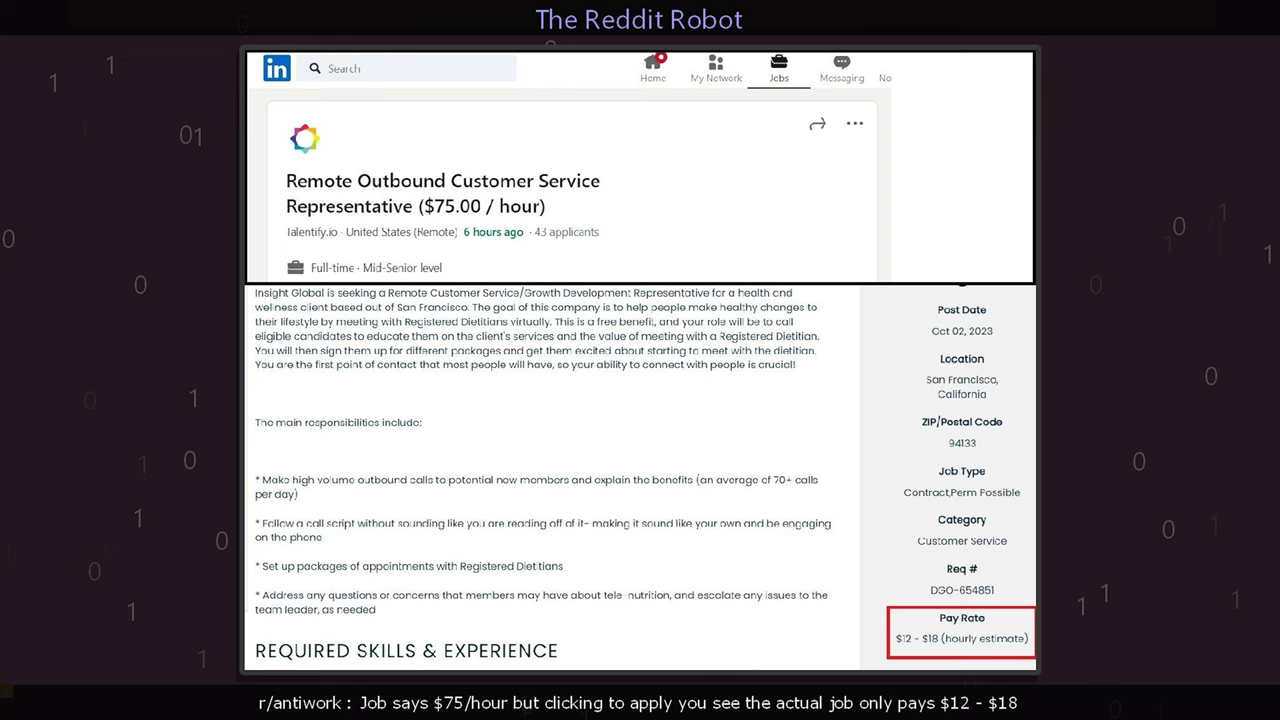 The Reddit Robot
in
Search
Home
My Network
Jobs
Messaging
No
Remote Outbound Customer Service
Representative ($75.00 / hour)
Talentify.io · United States (Remote) 6 hours ago · 43 applicants
Full-time · Mid-Senior level
Insight Global is seeking a Remote Customer Service/Growth Development Representative for a health and
wellness client based out of San Francisco. The goal of this company is to help people make healthy changes to
their lifestyle by meeting with Registered Dietitians virtually. This is a free benefit, and your role will be to call
eligible candidates to educate them on the client's services and the value of meeting with a Registered Dietitian.
You will then sign them up for different packages and get them excited about starting to meet with the dietitian.
You are the first point of contact that most people will have, so your ability to connect with people is crucial!
The main responsibilities include:
* Make high volume outbound calls to potential new members and explain the benefits (an average of 70+ calls
per day)
* Follow a call script without sounding like you are reading off of it- making it sound like your own and be engaging
on the phone
* Set up packages of appointments with Registered Dietitians
* Address any questions or concerns that members may have about tele-nutrition, and escalate any issues to the
team leader, as needed
REQUIRED SKILLS & EXPERIENCE
Post Date
Oct 02, 2023
Location
San Francisco,
California
ZIP/Postal Code
94133
Job Type
Contract,Perm Possible
Category
Customer Service
Req #
DGO-654851
Pay Rate
$12 - $18 (hourly estimate)
r/antiwork : Job says $75/hour but clicking to apply you see the actual job only pays $12 - $18